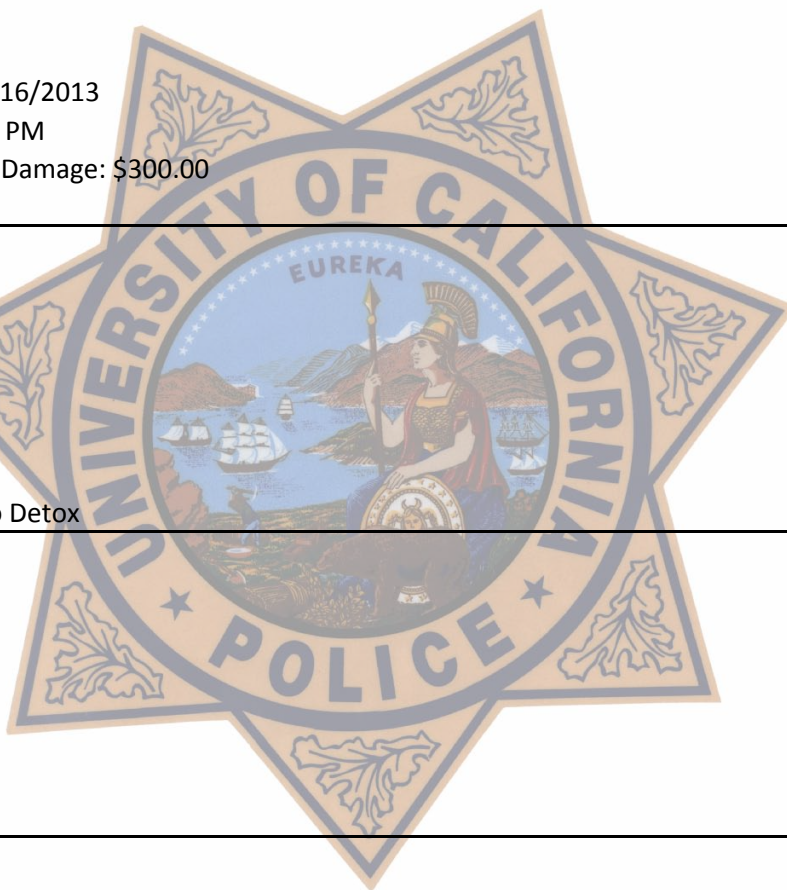 16/2013
PM
Damage: $300.00
UNIVERSITY OF CALIFORNIA
EUREKA
Detox
POLICE